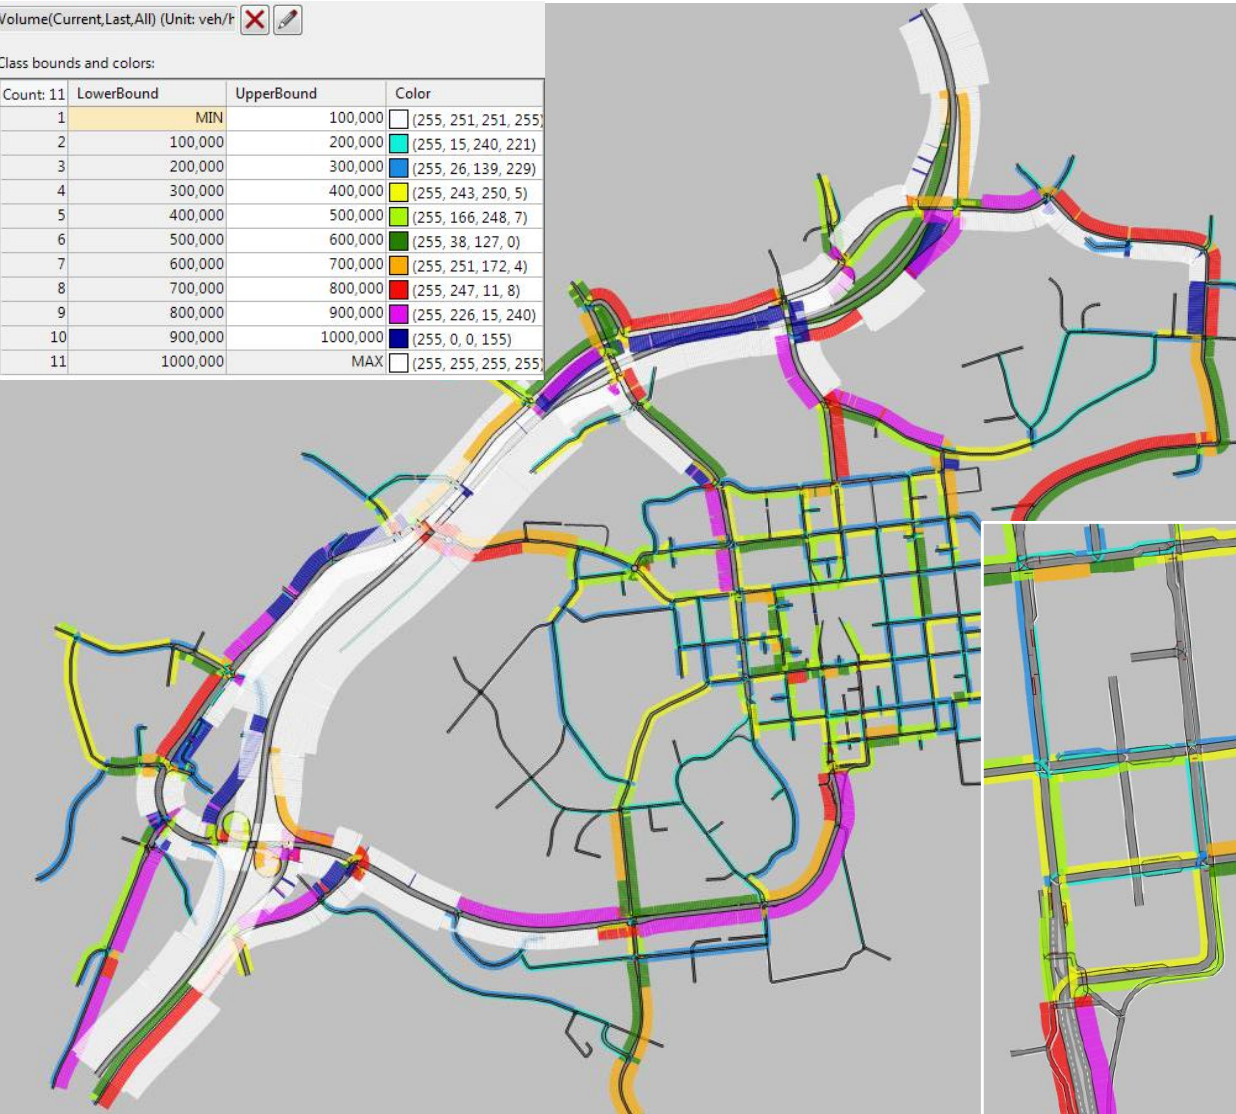 Volume(Current,Last,All) (Unit: veh/h
Class bounds and colors:
Count: 11 LowerBound UpperBound Color
1 MIN 100,000 (255, 251, 251, 255)
2 100,000 200,000 (255, 15, 240, 221)
3 200,000 300,000 (255, 26, 139, 229)
4 300,000 400,000 (255, 243, 250, 5)
5 400,000 500,000 (255, 166, 248, 7)
6 500,000 600,000 (255, 38, 127, 0)
7 600,000 700,000 (255, 251, 172, 4)
8 700,000 800,000 (255, 247, 11, 8)
9 800,000 900,000 (255, 226, 15, 240)
10 900,000 1000,000 (255, 0, 0, 155)
11 1000,000 MAX (255, 255, 255, 255)